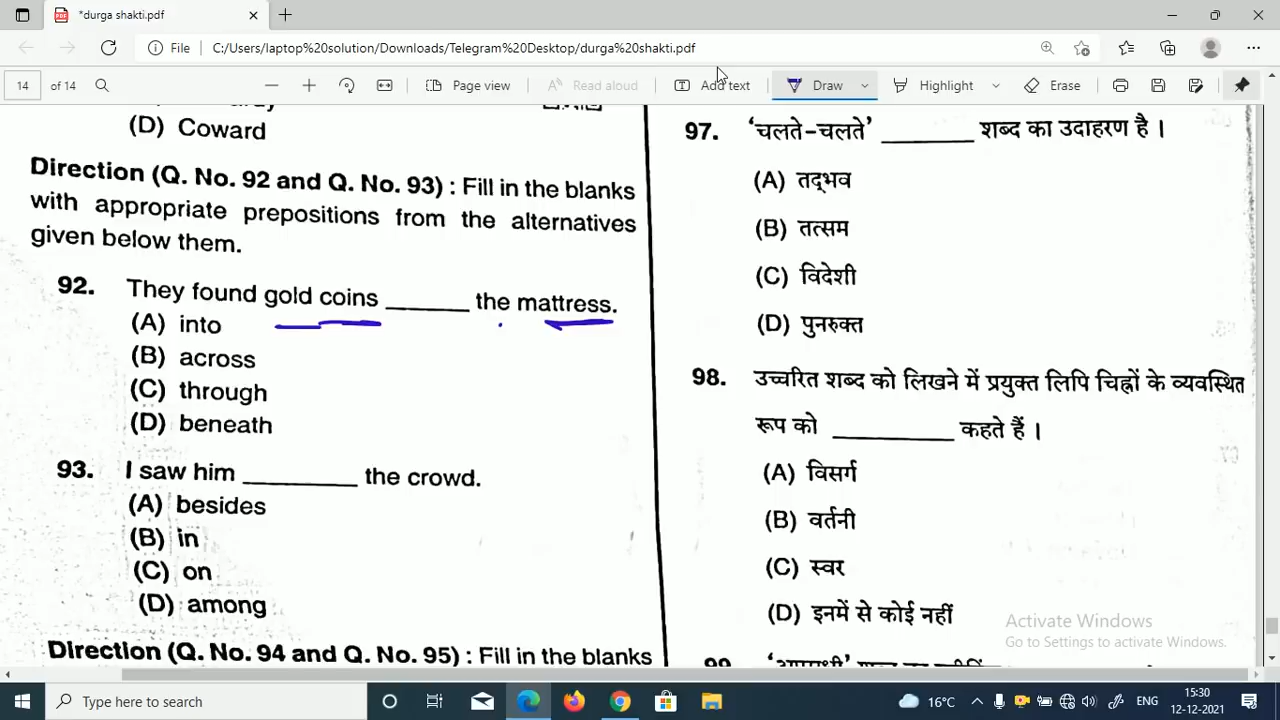 *durga shakti.pdf
File C:/Users/laptop%20solution/Downloads/Telegram%20Desktop/durga%20shakti.pdf
14 of 14 Page view Read aloud Add text Draw Highlight Erase
(D) Coward
Direction (Q. No. 92 and Q. No. 93) : Fill in the blanks
with appropriate prepositions from the alternatives
given below them.
92. They found gold coins ________ the mattress.
(A) into
(B) across
(C) through
(D) beneath
93. I saw him ________ the crowd.
(A) besides
(B) in
(C) on
(D) among
Direction (Q. No. 94 and Q. No. 95) : Fill in the blanks
97. ‘चलते-चलते’ ________ शब्द का उदाहरण है ।
(A) तद्‌भव
(B) तत्सम
(C) विदेशी
(D) पुनरुक्त
98. उच्चरित शब्द को लिखने में प्रयुक्त लिपि चिह्नों के व्यवस्थित
रूप को ________ कहते हैं ।
(A) विसर्ग
(B) वर्तनी
(C) स्वर
(D) इनमें से कोई नहीं
Activate Windows
Go to Settings to activate Windows.
Type here to search
16°C ENG 15:30
12-12-2021